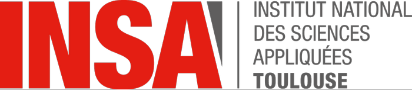 INSA
INSTITUT NATIONAL
DES SCIENCES
APPLIQUÉES
TOULOUSE